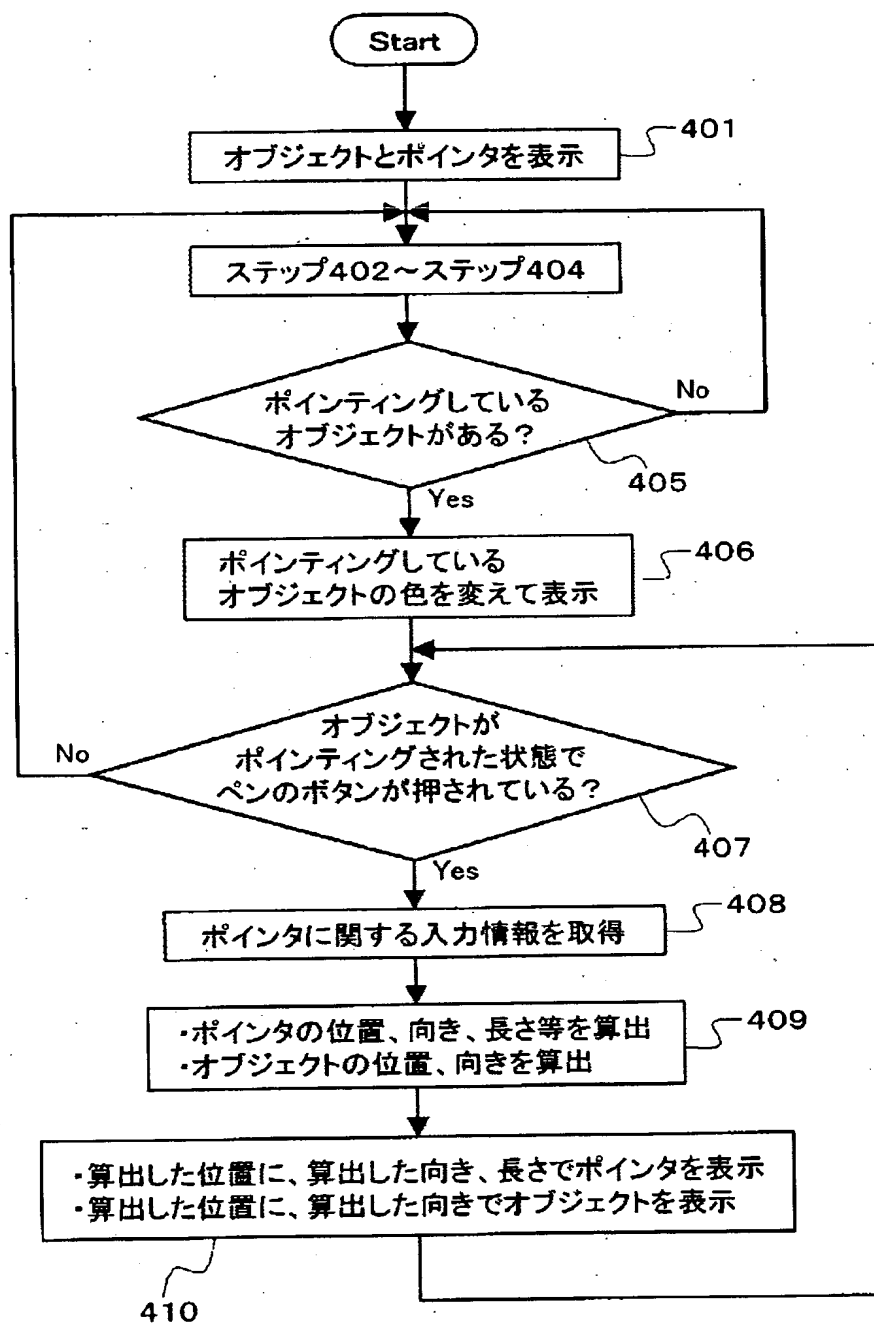 Start
オブジェクトとポインタを表示
401
ステップ402～ステップ404
ポインティングしている
オブジェクトがある？
No
405
Yes
ポインティングしている
オブジェクトの色を変えて表示
406
オブジェクトが
ポインティングされた状態で
ペンのボタンが押されている？
No
407
Yes
ポインタに関する入力情報を取得
408
・ポインタの位置、向き、長さ等を算出
・オブジェクトの位置、向きを算出
409
・算出した位置に、算出した向き、長さでポインタを表示
・算出した位置に、算出した向きでオブジェクトを表示
410